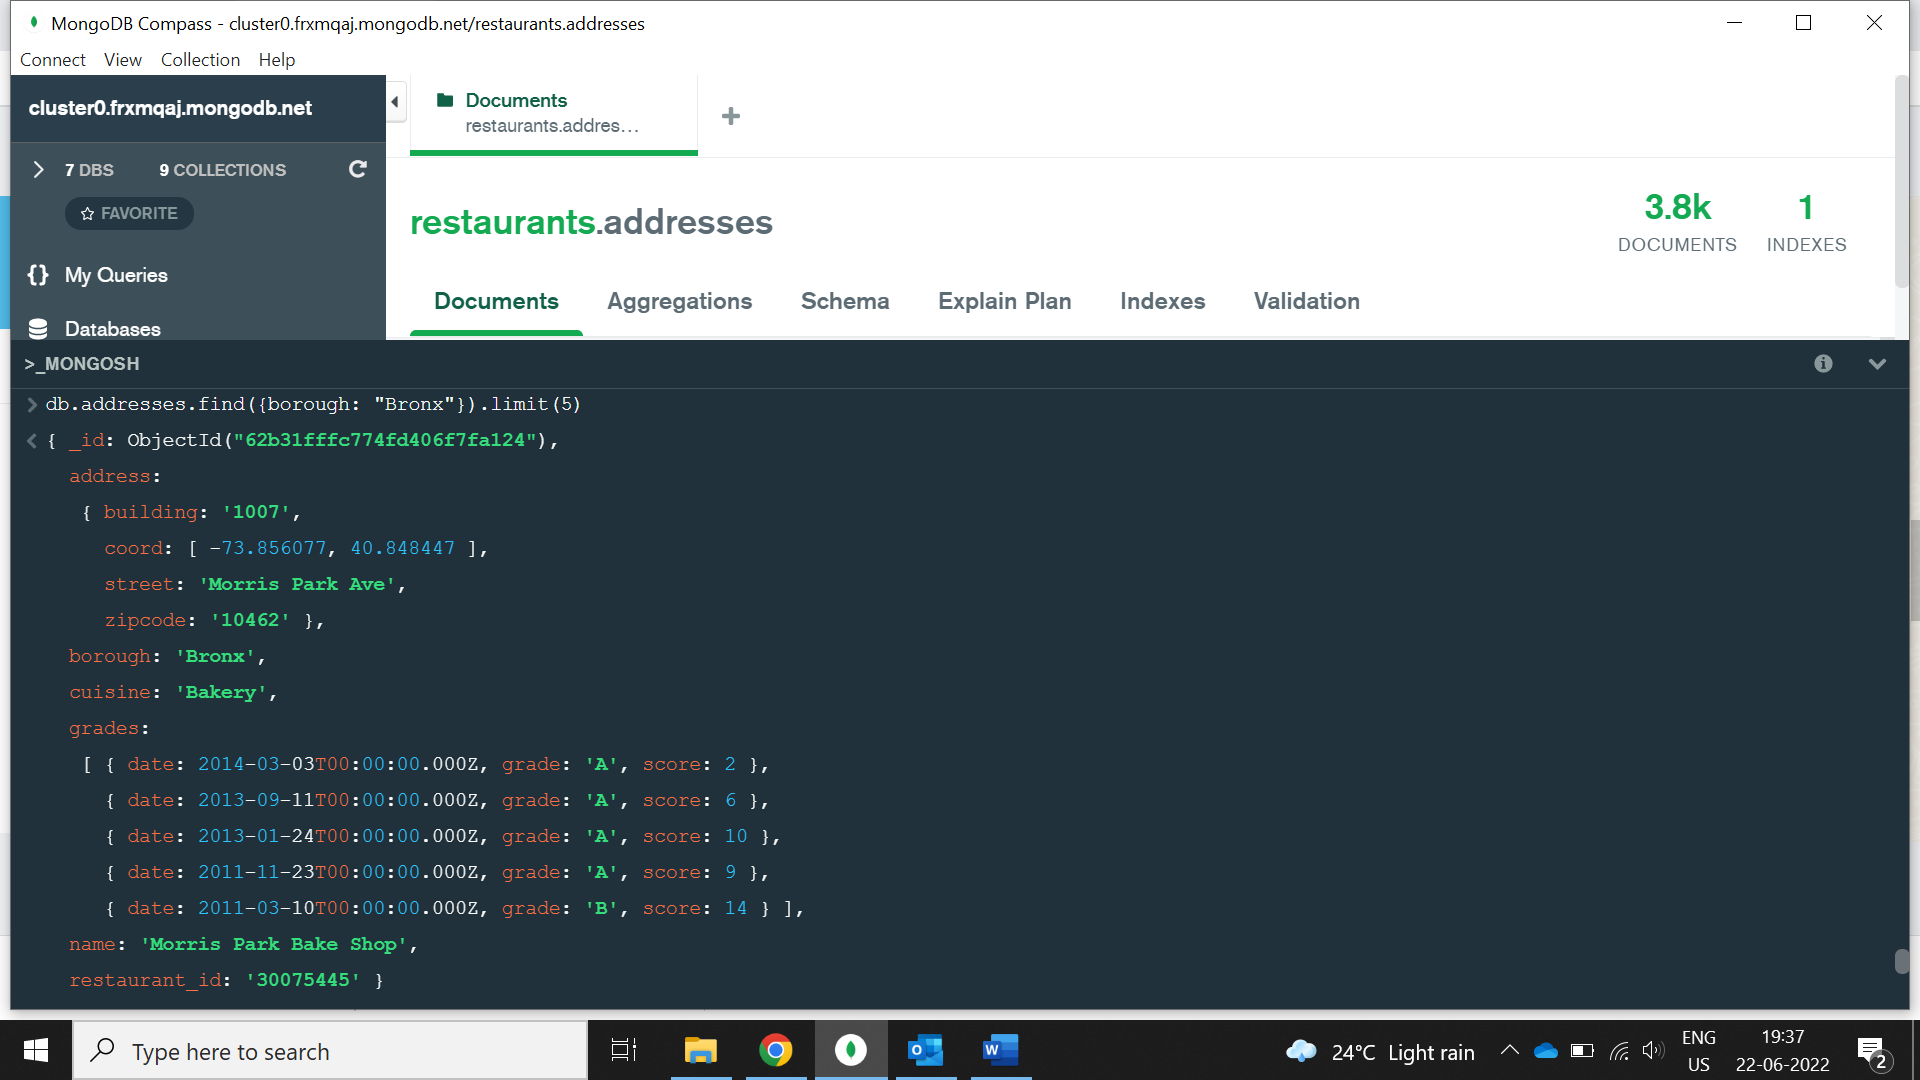 MongoDB Compass - cluster0.frxmqaj.mongodb.net/restaurants.addresses
Connect View Collection Help
cluster0.frxmqaj.mongodb.net
Documents
restaurants.addres...
7 DBS 9 COLLECTIONS
FAVORITE
My Queries
Databases
restaurants.addresses
3.8k
DOCUMENTS
1
INDEXES
Documents Aggregations Schema Explain Plan Indexes Validation
>_MONGOSH
> db.addresses.find({borough: "Bronx"}).limit(5)
< { _id: ObjectId("62b31fffc774fd406f7fa124"),
address:
{ building: '1007',
coord: [ -73.856077, 40.848447 ],
street: 'Morris Park Ave',
zipcode: '10462' },
borough: 'Bronx',
cuisine: 'Bakery',
grades:
[ { date: 2014-03-03T00:00:00.000Z, grade: 'A', score: 2 },
{ date: 2013-09-11T00:00:00.000Z, grade: 'A', score: 6 },
{ date: 2013-01-24T00:00:00.000Z, grade: 'A', score: 10 },
{ date: 2011-11-23T00:00:00.000Z, grade: 'A', score: 9 },
{ date: 2011-03-10T00:00:00.000Z, grade: 'B', score: 14 } ],
name: 'Morris Park Bake Shop',
restaurant_id: '30075445' }
Type here to search
24°C Light rain
ENG
US
19:37
22-06-2022
2